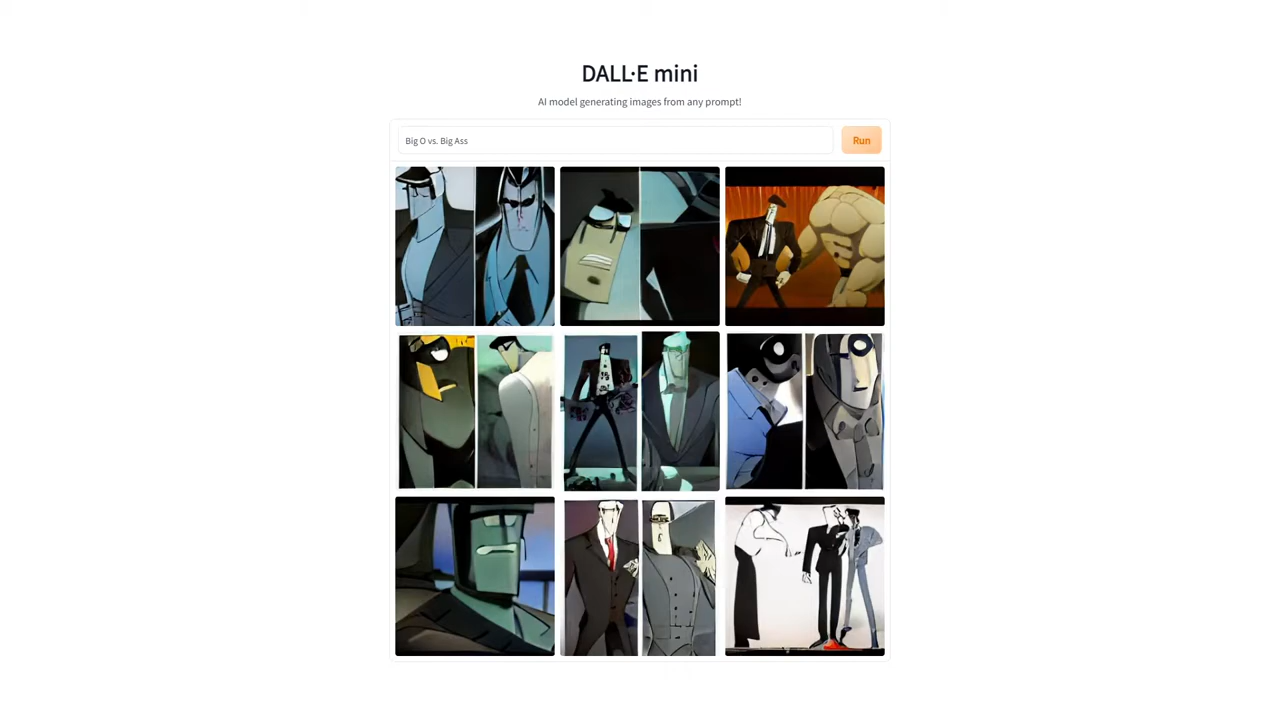 DALL·E mini
AI model generating images from any prompt!
Big O vs. Big Ass
Run